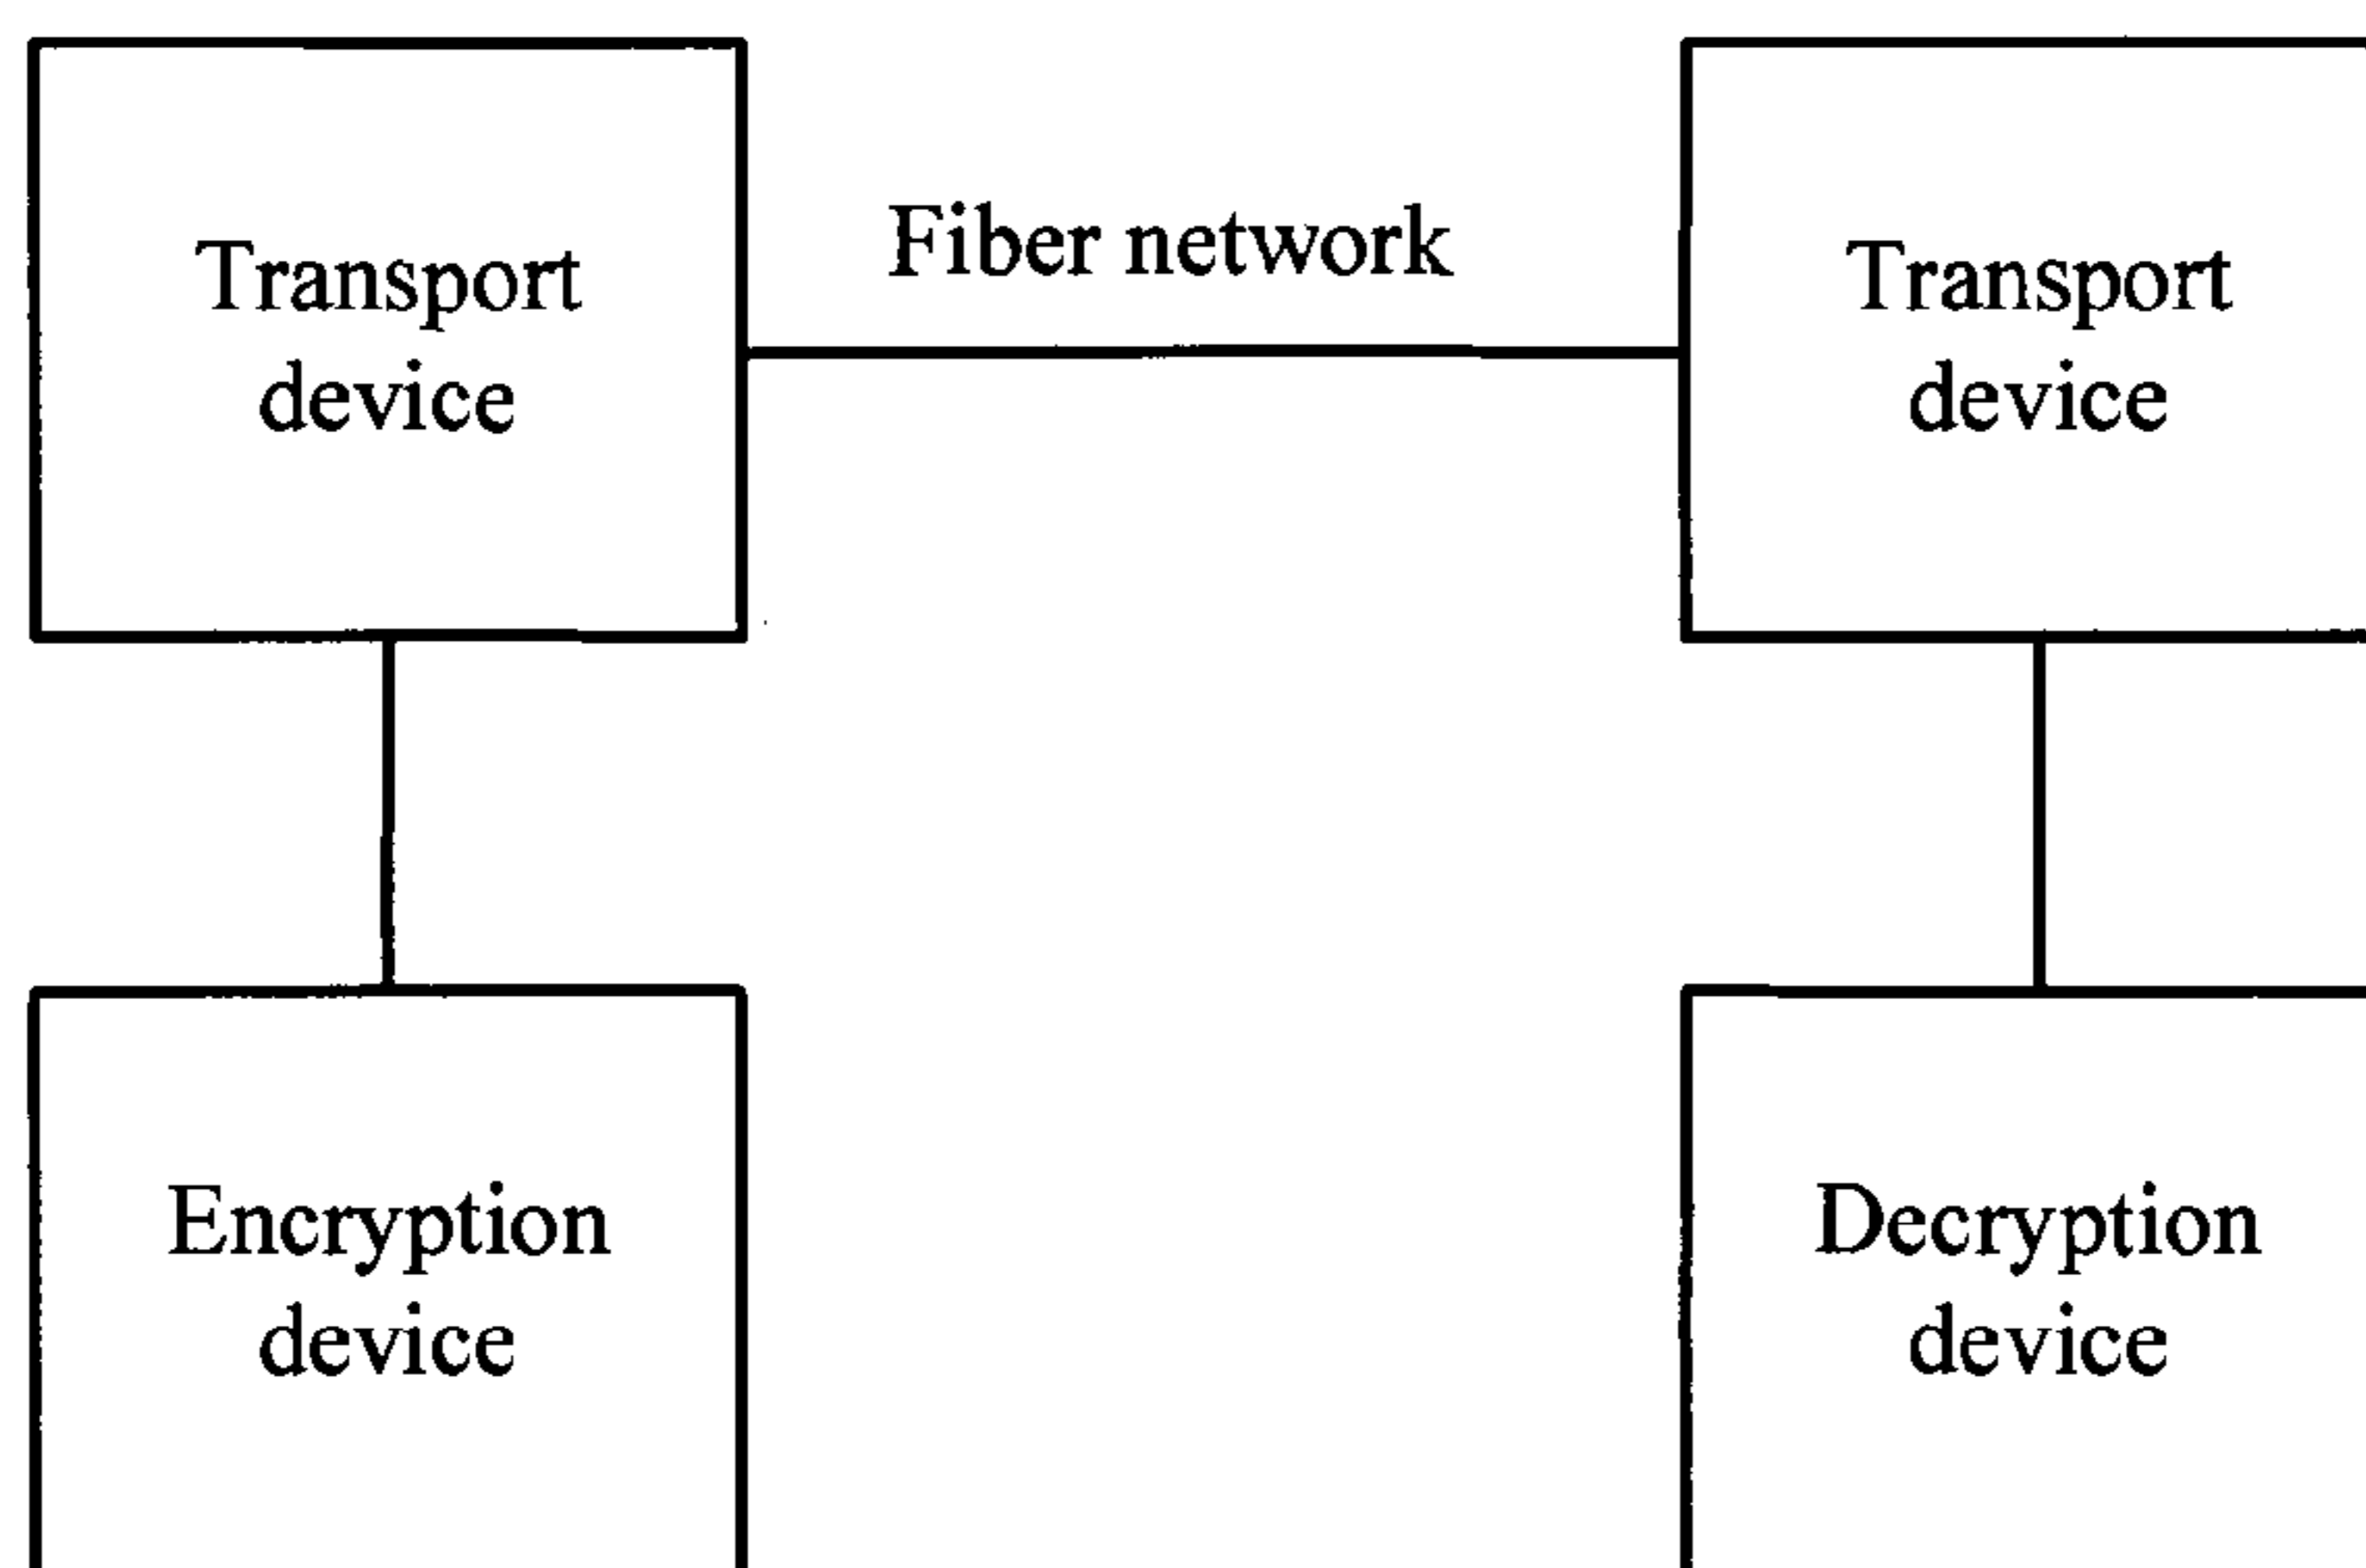 Transport
device
Fiber network
Transport
device
Encryption
device
Decryption
device